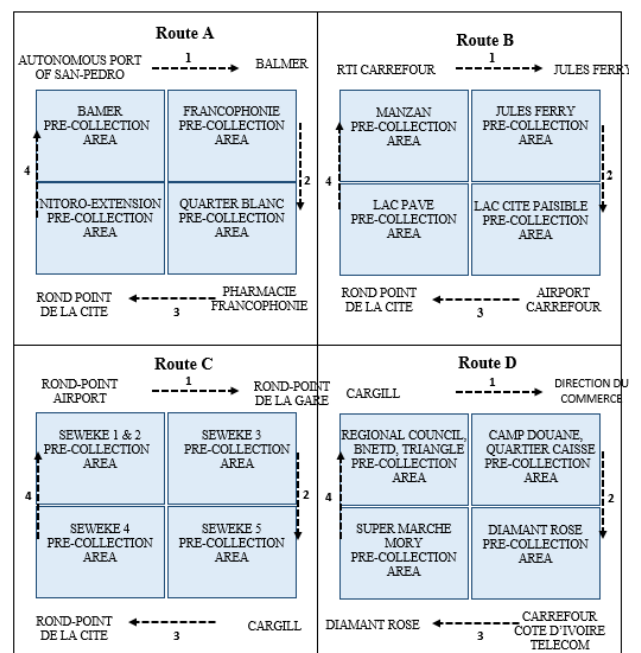 Route A
1
AUTONOMOUS PORT
OF SAN-PEDRO
BALMER
BAMER
PRE-COLLECTION
AREA
FRANCOPHONIE
PRE-COLLECTION
AREA
4
2
NITORO-EXTENSION
PRE-COLLECTION
AREA
QUARTER BLANC
PRE-COLLECTION
AREA
ROND POINT
DE LA CITE
3
PHARMACIE
FRANCOPHONIE
Route B
1
RTI CARREFOUR
JULES FERRY
MANZAN
PRE-COLLECTION
AREA
JULES FERRY
PRE-COLLECTION
AREA
4
2
LAC PAVE
PRE-COLLECTION
AREA
LAC CITE PAISIBLE
PRE-COLLECTION
AREA
ROND POINT
DE LA CITE
3
AIRPORT
CARREFOUR
Route C
1
ROND-POINT
AIRPORT
ROND-POINT
DE LA GARE
SEWEKE 1 & 2
PRE-COLLECTION
AREA
SEWEKE 3
PRE-COLLECTION
AREA
4
2
SEWEKE 4
PRE-COLLECTION
AREA
SEWEKE 5
PRE-COLLECTION
AREA
ROND-POINT
DE LA CITE
3
CARGILL
Route D
1
CARGILL
DIRECTION DU
COMMERCE
REGIONAL COUNCIL,
BNETD, TRIANGLE
PRE-COLLECTION
AREA
CAMP DOUANE,
QUARTIER CAISSE
PRE-COLLECTION
AREA
4
2
SUPER MARCHE
MORY
PRE-COLLECTION
AREA
DIAMANT ROSE
PRE-COLLECTION
AREA
DIAMANT ROSE
3
CARREFOUR
COTE D'IVOIRE
TELECOM